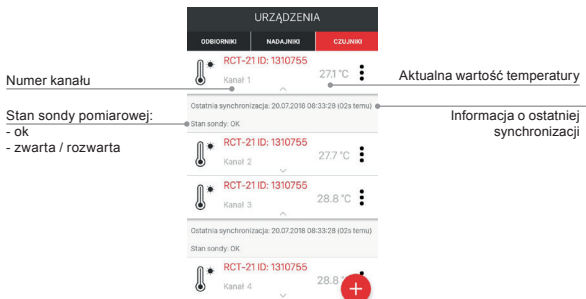 URZĄDZENIA
ODBIORNIKI NADAJNIKI CZUJNIKI
RCT-21 ID: 1310755
Kanał 1
27.1 °C
Numer kanału
Aktualna wartość temperatury
Ostatnia synchronizacja: 20.07.2018 08:33:28 (02s temu)
Stan sondy: OK
Stan sondy pomiarowej:
- ok
- zwarta / rozwarta
Informacja o ostatniej
synchronizacji
RCT-21 ID: 1310755
Kanał 2
27.7 °C
RCT-21 ID: 1310755
Kanał 3
28.8 °C
Ostatnia synchronizacja: 20.07.2018 08:33:28 (02s temu)
Stan sondy: OK
RCT-21 ID: 1310755
Kanał 4
28.8°
+